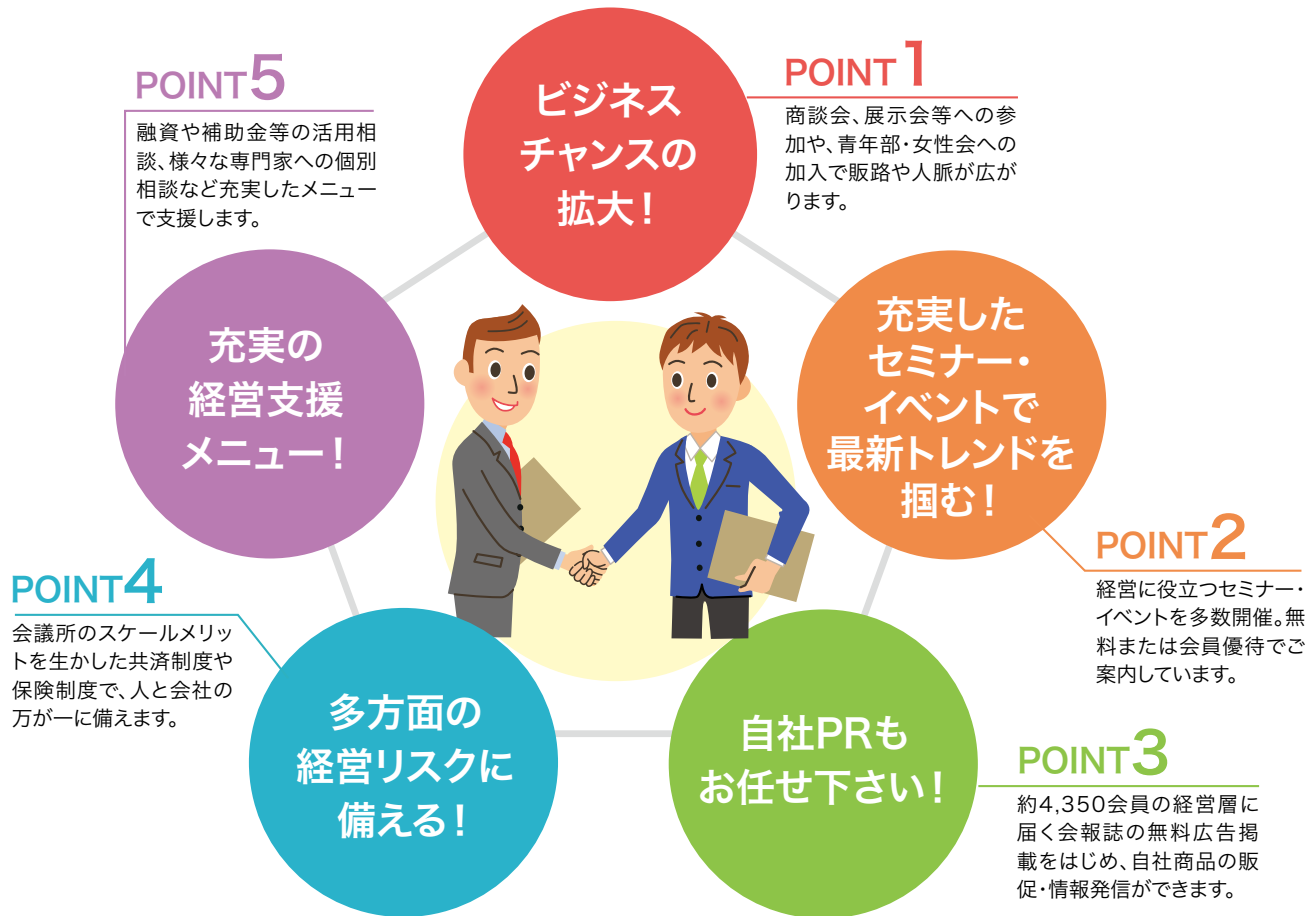 POINT1
ビジネス
チャンスの
拡大!
商談会、展示会等への参
加や、青年部・女性会への
加入で販路や人脈が広が
ります。
POINT2
充実した
セミナー・
イベントで
最新トレンドを
掴む!
経営に役立つセミナー・
イベントを多数開催。無
料または会員優待でご
案内しています。
POINT3
自社PRも
お任せ下さい!
約4,350会員の経営層に
届く会報誌の無料広告掲
載をはじめ、自社商品の販
促・情報発信ができます。
POINT4
多方面の
経営リスクに
備える!
会議所のスケールメリッ
トを生かした共済制度や
保険制度で、人と会社の
万が一に備えます。
POINT5
充実の
経営支援
メニュー!
融資や補助金等の活用相
談、様々な専門家への個別
相談など充実したメニュー
で支援します。